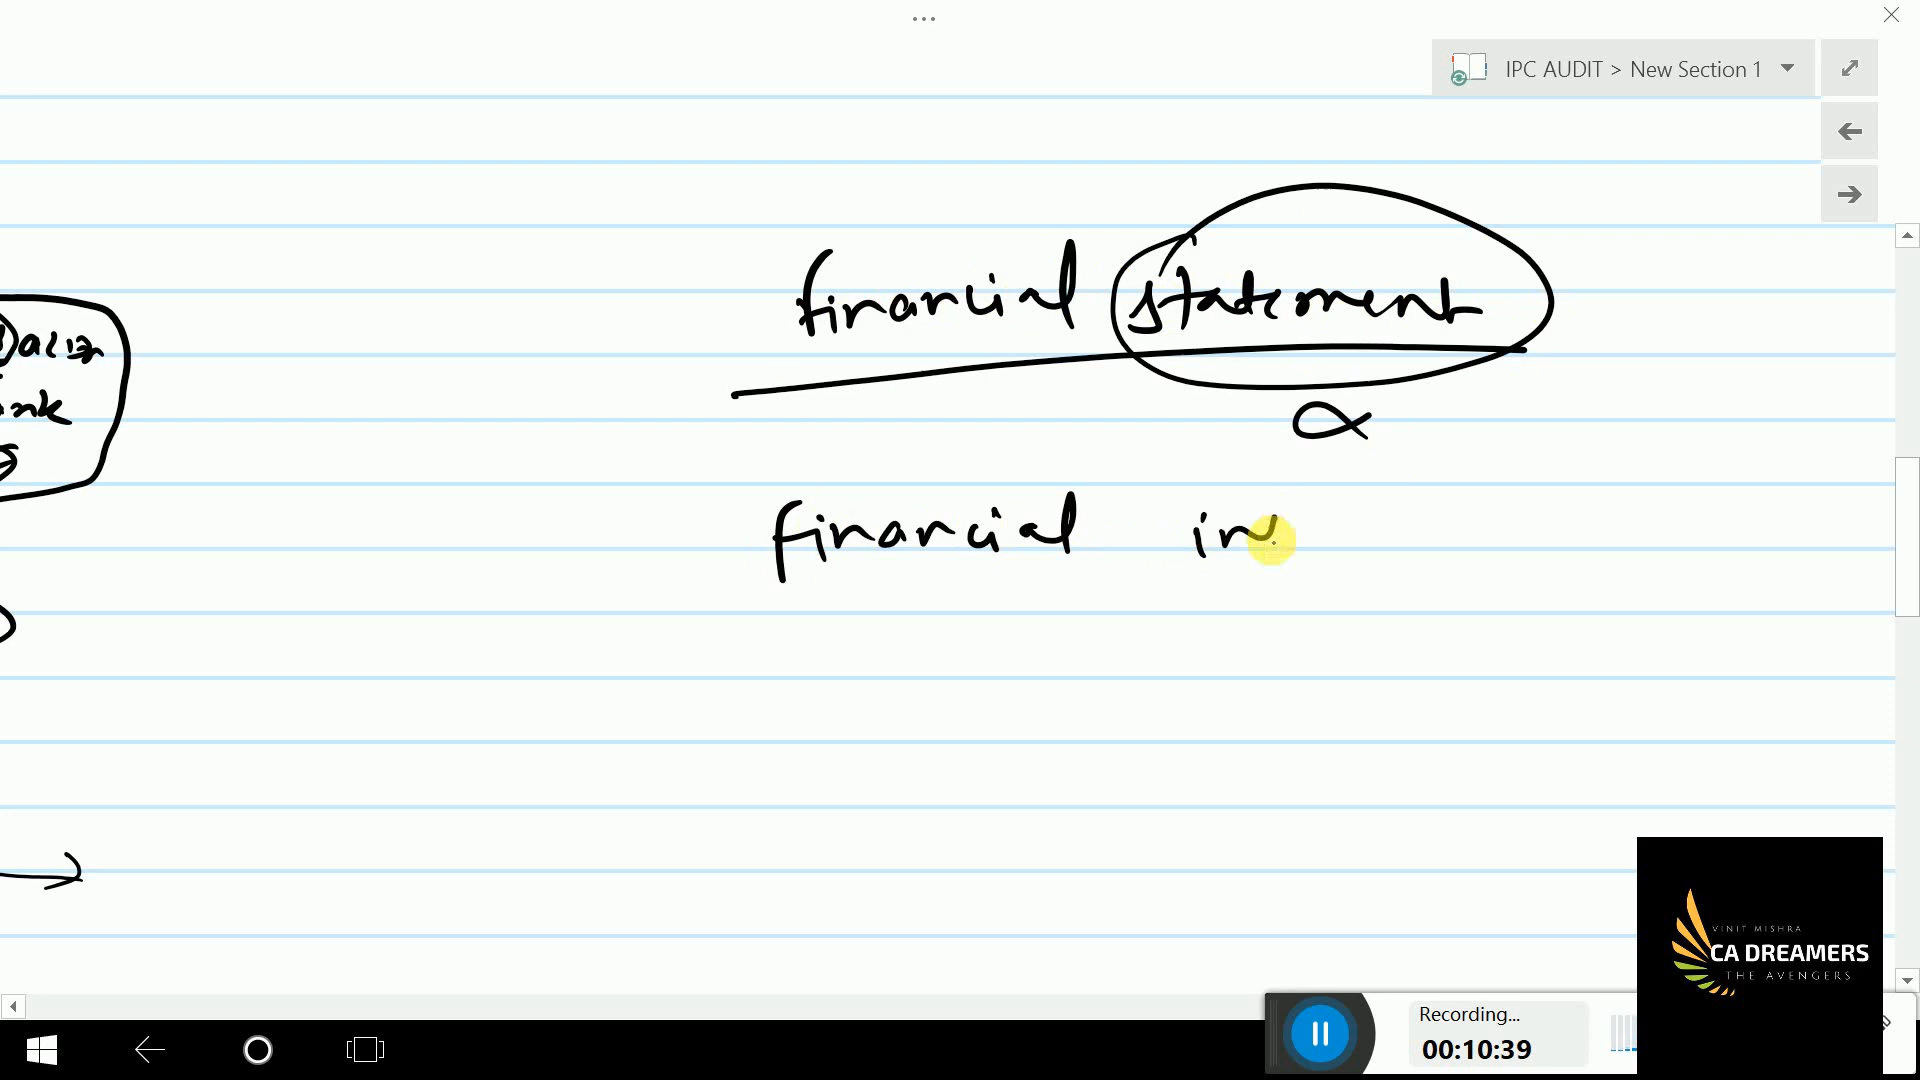 IPC AUDIT > New Section 1
financial statement
financial in
VINIT MISHRA
CA DREAMERS
THE AVENGERS
Recording...
00:10:39